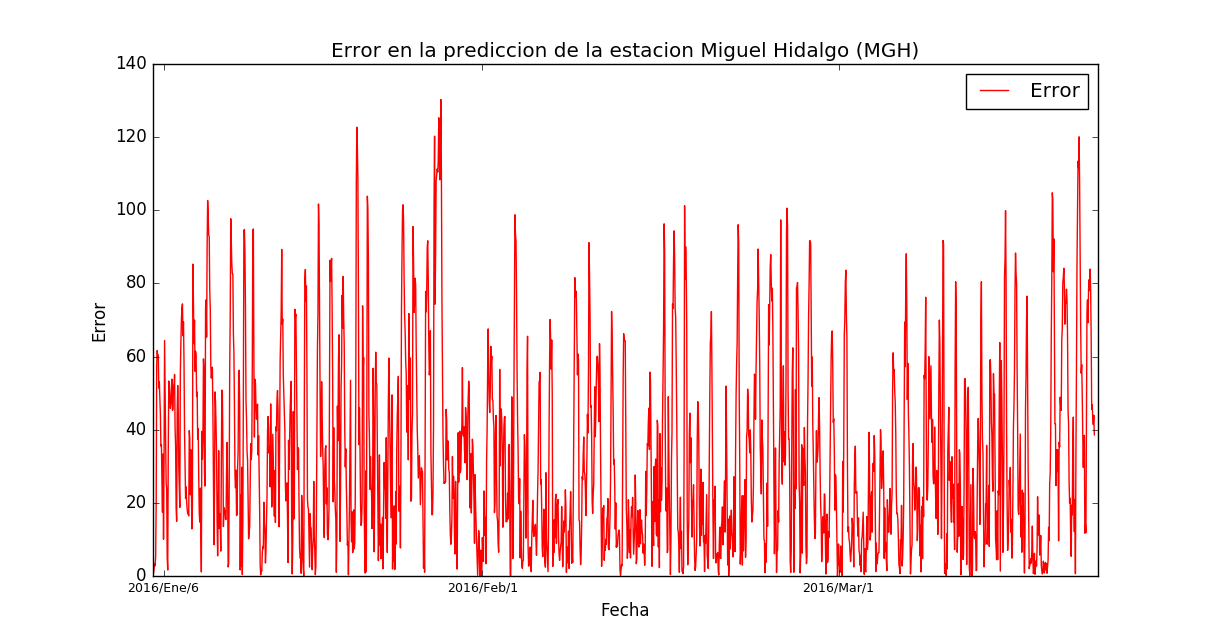 Error en la prediccion de la estacion Miguel Hidalgo (MGH)
Error
140
120
100
80
60
40
20
0
Error
2016/Ene/6
2016/Feb/1
2016/Mar/1
Fecha